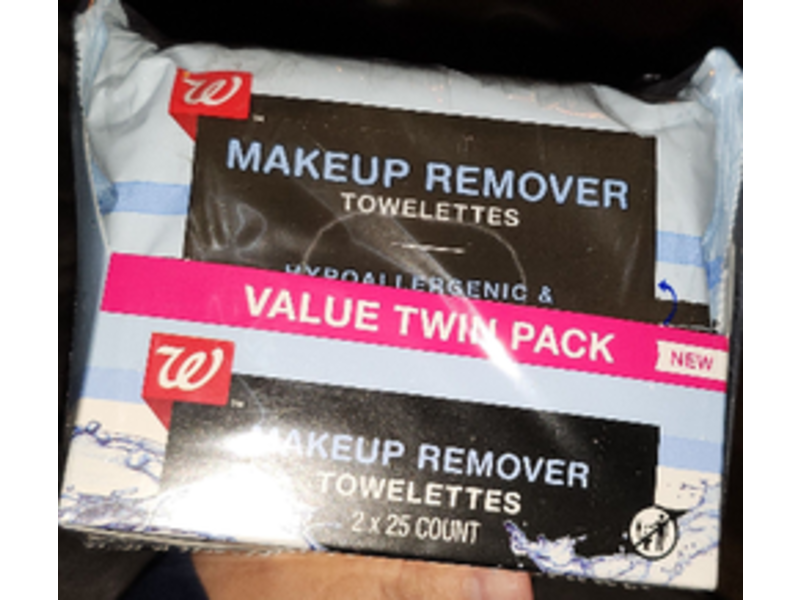 W
MAKEUP REMOVER
TOWELETTES
HYPOALLERGENIC &
VALUE TWIN PACK
NEW
W
MAKEUP REMOVER
TOWELETTES
2 x 25 COUNT